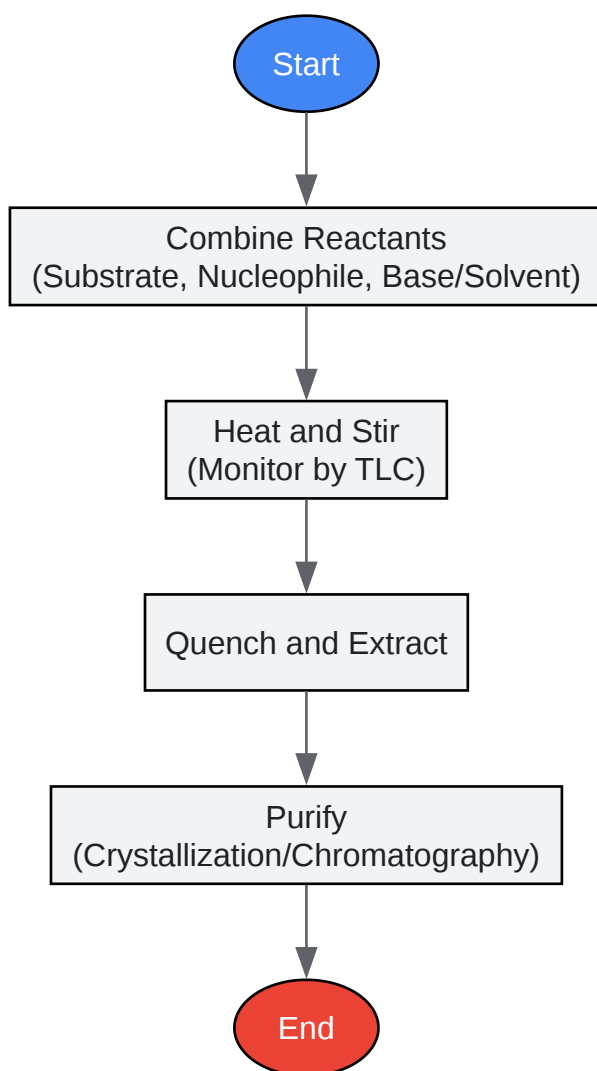 Start
Combine Reactants
(Substrate, Nucleophile, Base/Solvent)
Heat and Stir
(Monitor by TLC)
Quench and Extract
Purify
(Crystallization/Chromatography)
End